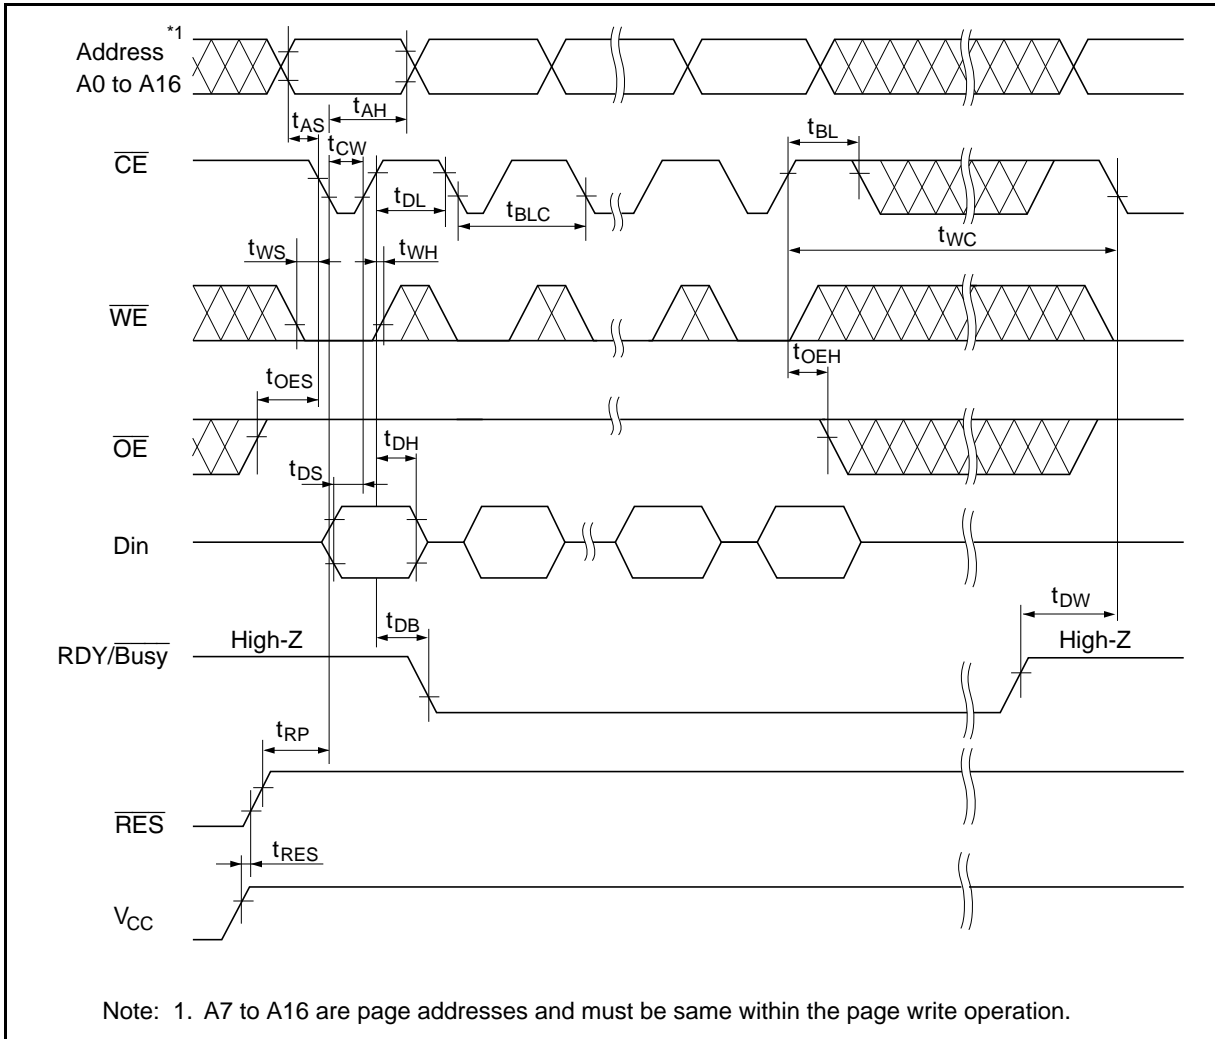 Address *1
A0 to A16
tAH
tAS
tCW
tBL
CE
tDL
tBLC
tWC
tWS
tWH
WE
tOEH
tOES
OE
tDH
tDS
Din
tDW
tDB
High-Z
High-Z
RDY/Busy
tRP
RES
tRES
VCC
Note: 1. A7 to A16 are page addresses and must be same within the page write operation.